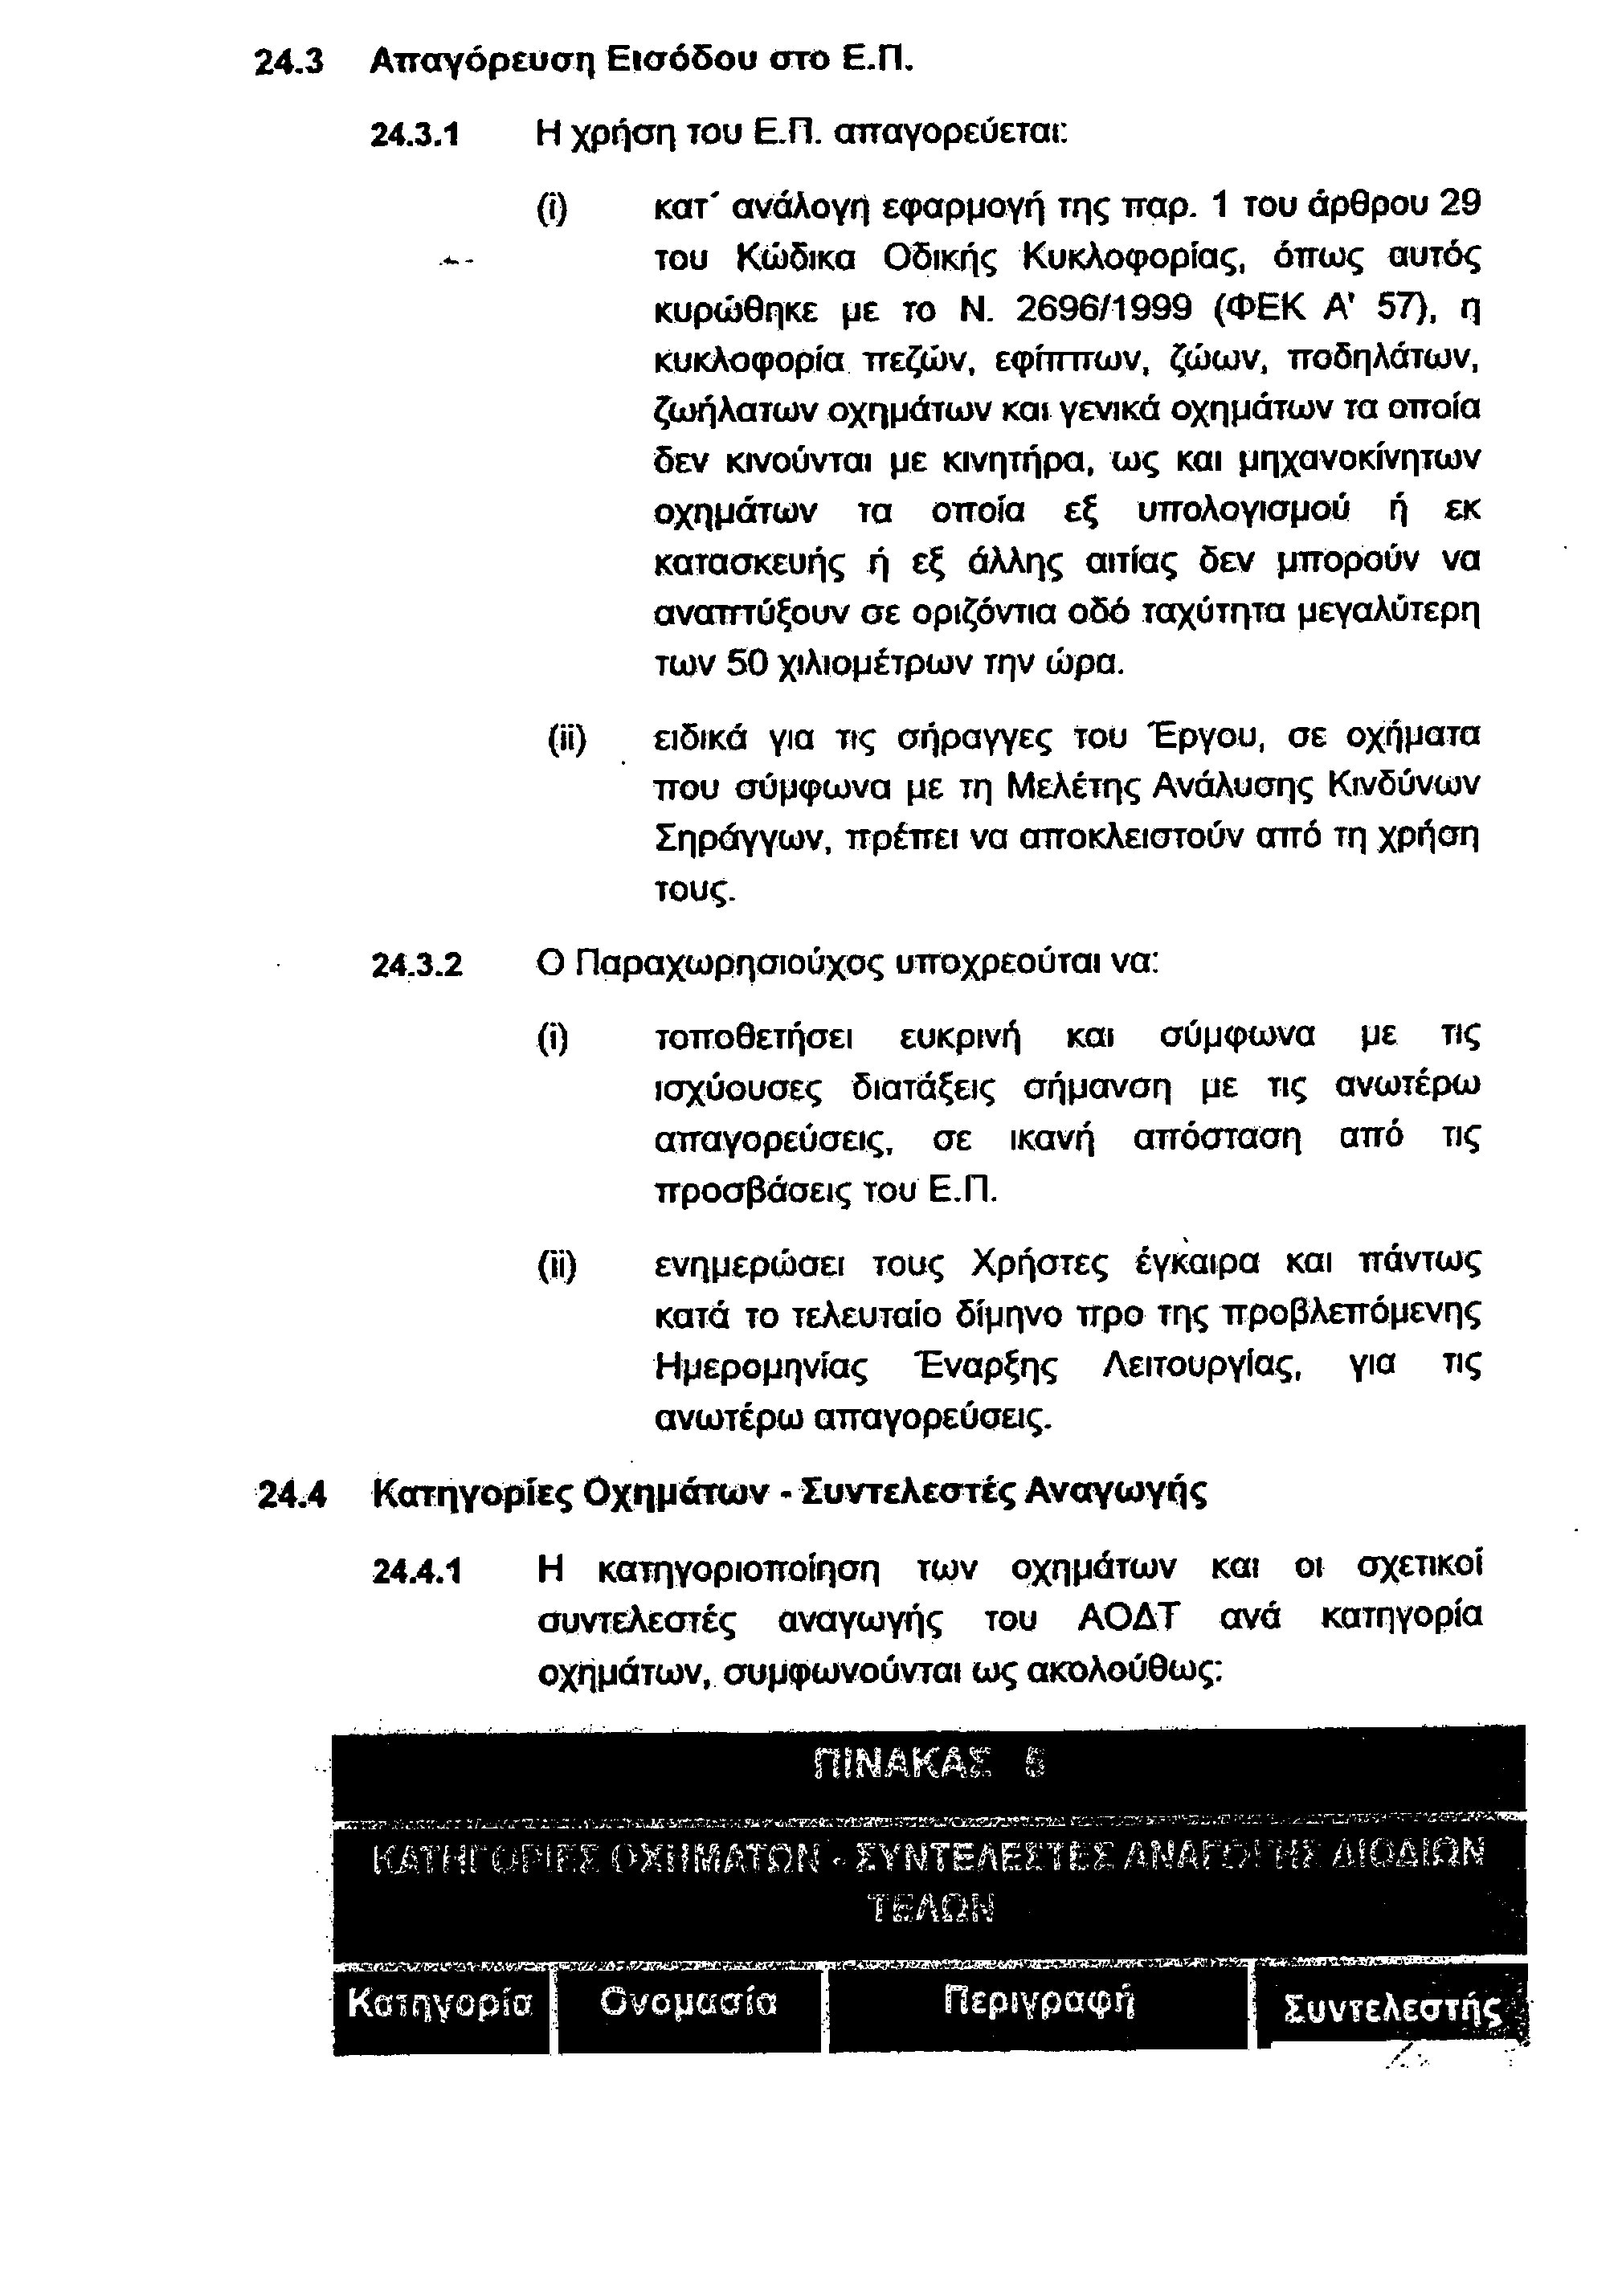 24.3 Απαγόρευση Εισόδου στο Ε.Π.
24.3.1 Η χρήση του Ε.Π. απαγορεύεται:
(i) κατ΄ ανάλογη εφαρμογή της παρ. 1 του άρθρου 29
του Κώδικα Οδικής Κυκλοφορίας, όπως αυτός
κυρώθηκε με το Ν. 2696/1999 (ΦΕΚ Α' 57), η
κυκλοφορία πεζών, εφίππων, ζώων, ποδηλάτων,
ζωήλατων οχημάτων και γενικά οχημάτων τα οποία
δεν κινούνται με κινητήρα, ως και μηχανοκίνητων
οχημάτων τα οποία εξ υπολογισμού ή εκ
κατασκευής ή εξ άλλης αιτίας δεν μπορούν να
αναπτύξουν σε οριζόντια οδό ταχύτητα μεγαλύτερη
των 50 χιλιομέτρων την ώρα.
(ii) ειδικά για τις σήραγγες του Έργου, σε οχήματα
που σύμφωνα με τη Μελέτης Ανάλυσης Κινδύνων
Σηράγγων, πρέπει να αποκλειστούν από τη χρήση
τους.
24.3.2 Ο Παραχωρησιούχος υποχρεούται να:
(i) τοποθετήσει ευκρινή και σύμφωνα με τις
ισχύουσες διατάξεις σήμανση με τις ανωτέρω
απαγορεύσεις, σε ικανή απόσταση από τις
προσβάσεις του Ε.Π.
(ii) ενημερώσει τους Χρήστες έγκαιρα και πάντως
κατά το τελευταίο δίμηνο προ της προβλεπόμενης
Ημερομηνίας Έναρξης Λειτουργίας, για τις
ανωτέρω απαγορεύσεις.
24.4 Κατηγορίες Οχημάτων - Συντελεστές Αναγωγής
24.4.1 Η κατηγοριοποίηση των οχημάτων και οι σχετικοί
συντελεστές αναγωγής του ΑΟΔΤ ανά κατηγορία
οχημάτων, συμφωνούνται ως ακολούθως:
ΠΙΝΑΚΑΣ 5
ΚΑΤΗΓΟΡΙΕΣ ΟΧΗΜΑΤΩΝ - ΣΥΝΤΕΛΕΣΤΕΣ ΑΝΑΓΩΓΗΣ ΔΙΟΔΙΩΝ
ΤΕΛΩΝ
Κατηγορία Ονομασία Περιγραφή Συντελεστής